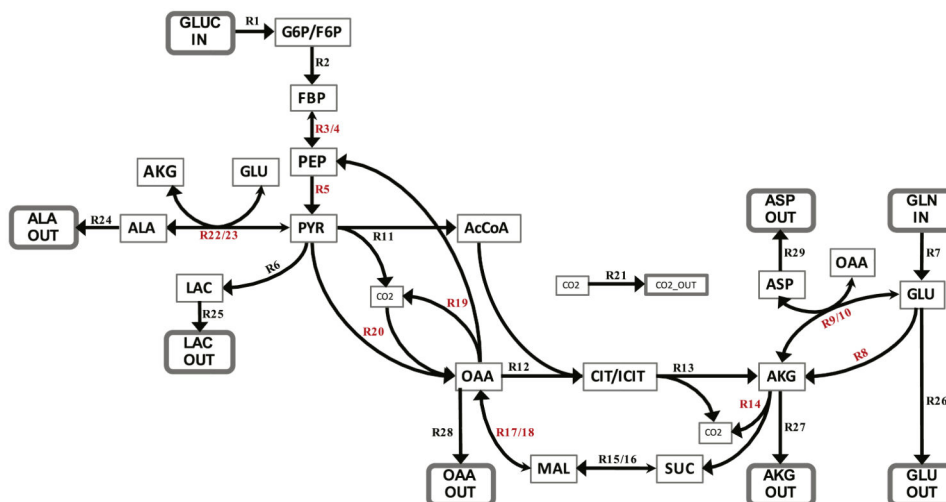 GLUC
IN
R1
G6P/F6P
R2
FBP
R3/4
AKG
GLU
PEP
R5
ALA
OUT
R24
ALA
R22/23
PYR
R11
AcCoA
ASP
OUT
GLN
IN
R29
R7
OAA
R6
LAC
CO2
R19
CO2
R21
CO2_OUT
ASP
GLU
R9/10
R25
R20
LAC
OUT
R8
OAA
R12
CIT/ICIT
R13
AKG
R14
R26
CO2
R28
R17/18
R27
MAL
R15/16
SUC
OAA
OUT
AKG
OUT
GLU
OUT